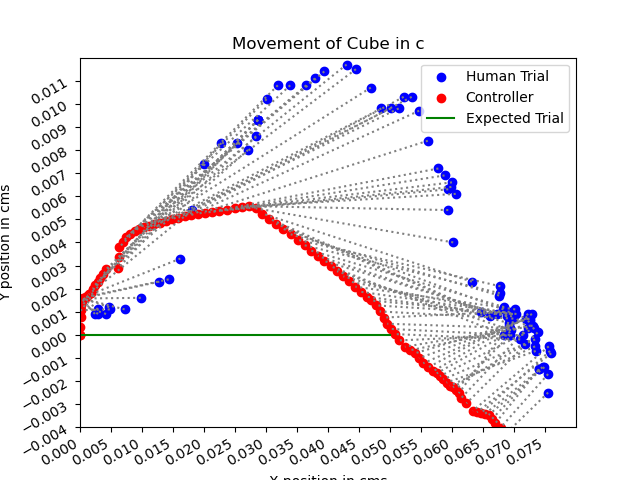 Movement of Cube in c
Human Trial
Controller
Expected Trial
Y position in cms
0.011
0.010
0.009
0.008
0.007
0.006
0.005
0.004
0.003
0.002
0.001
0.000
−0.001
−0.002
−0.003
−0.004
0.000 0.005 0.010 0.015 0.020 0.025 0.030 0.035 0.040 0.045 0.050 0.055 0.060 0.065 0.070 0.075
X position in cms